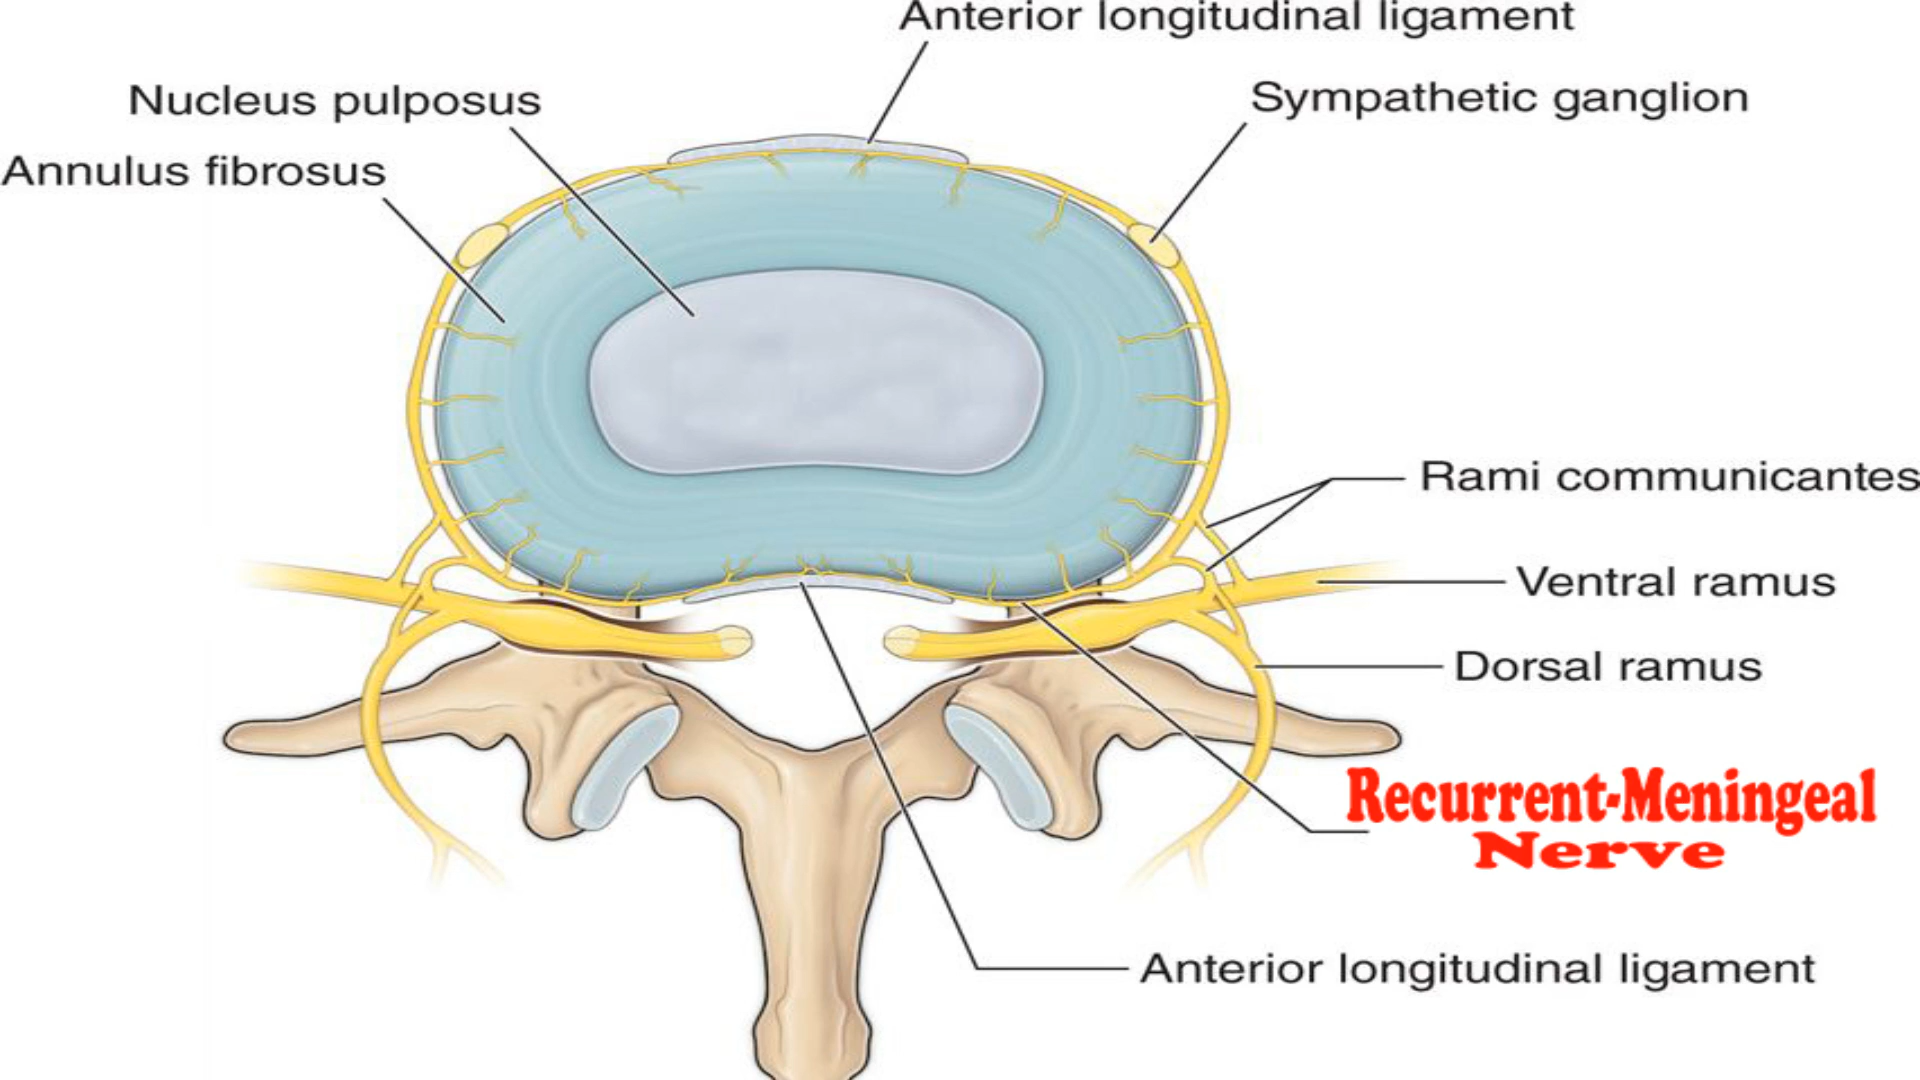 Anterior longitudinal ligament
Nucleus pulposus
Sympathetic ganglion
Annulus fibrosus
Rami communicantes
Ventral ramus
Dorsal ramus
Recurrent-Meningeal
Nerve
Anterior longitudinal ligament